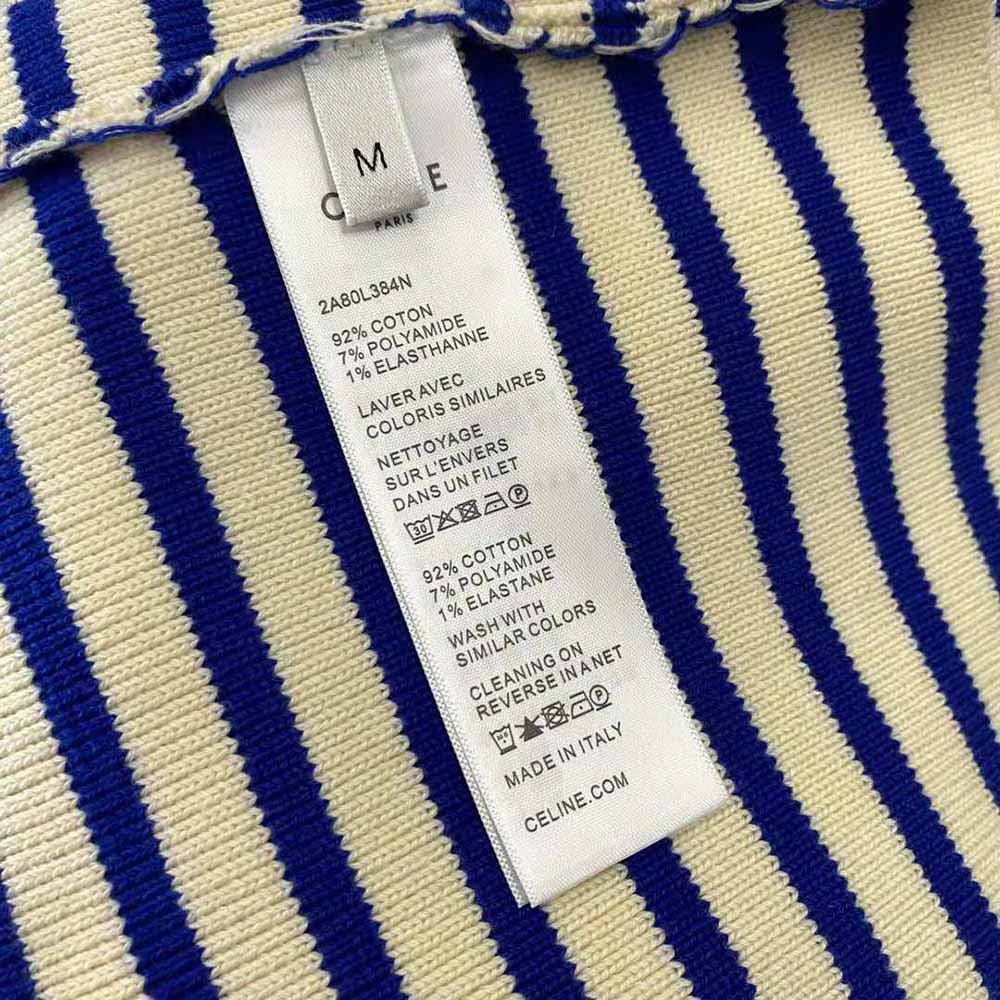 M
PARIS
2A80L384N
92% COTON
7% POLYAMIDE
1% ELASTHANNE
LAVER AVEC
COLORIS SIMILAIRES
NETTOYAGE
SUR L'ENVERS
DANS UN FILET
30 P
92% COTTON
7% POLYAMIDE
1% ELASTANE
WASH WITH
SIMILAR COLORS
CLEANING ON
REVERSE IN A NET
P
MADE IN ITALY
CELINE.COM